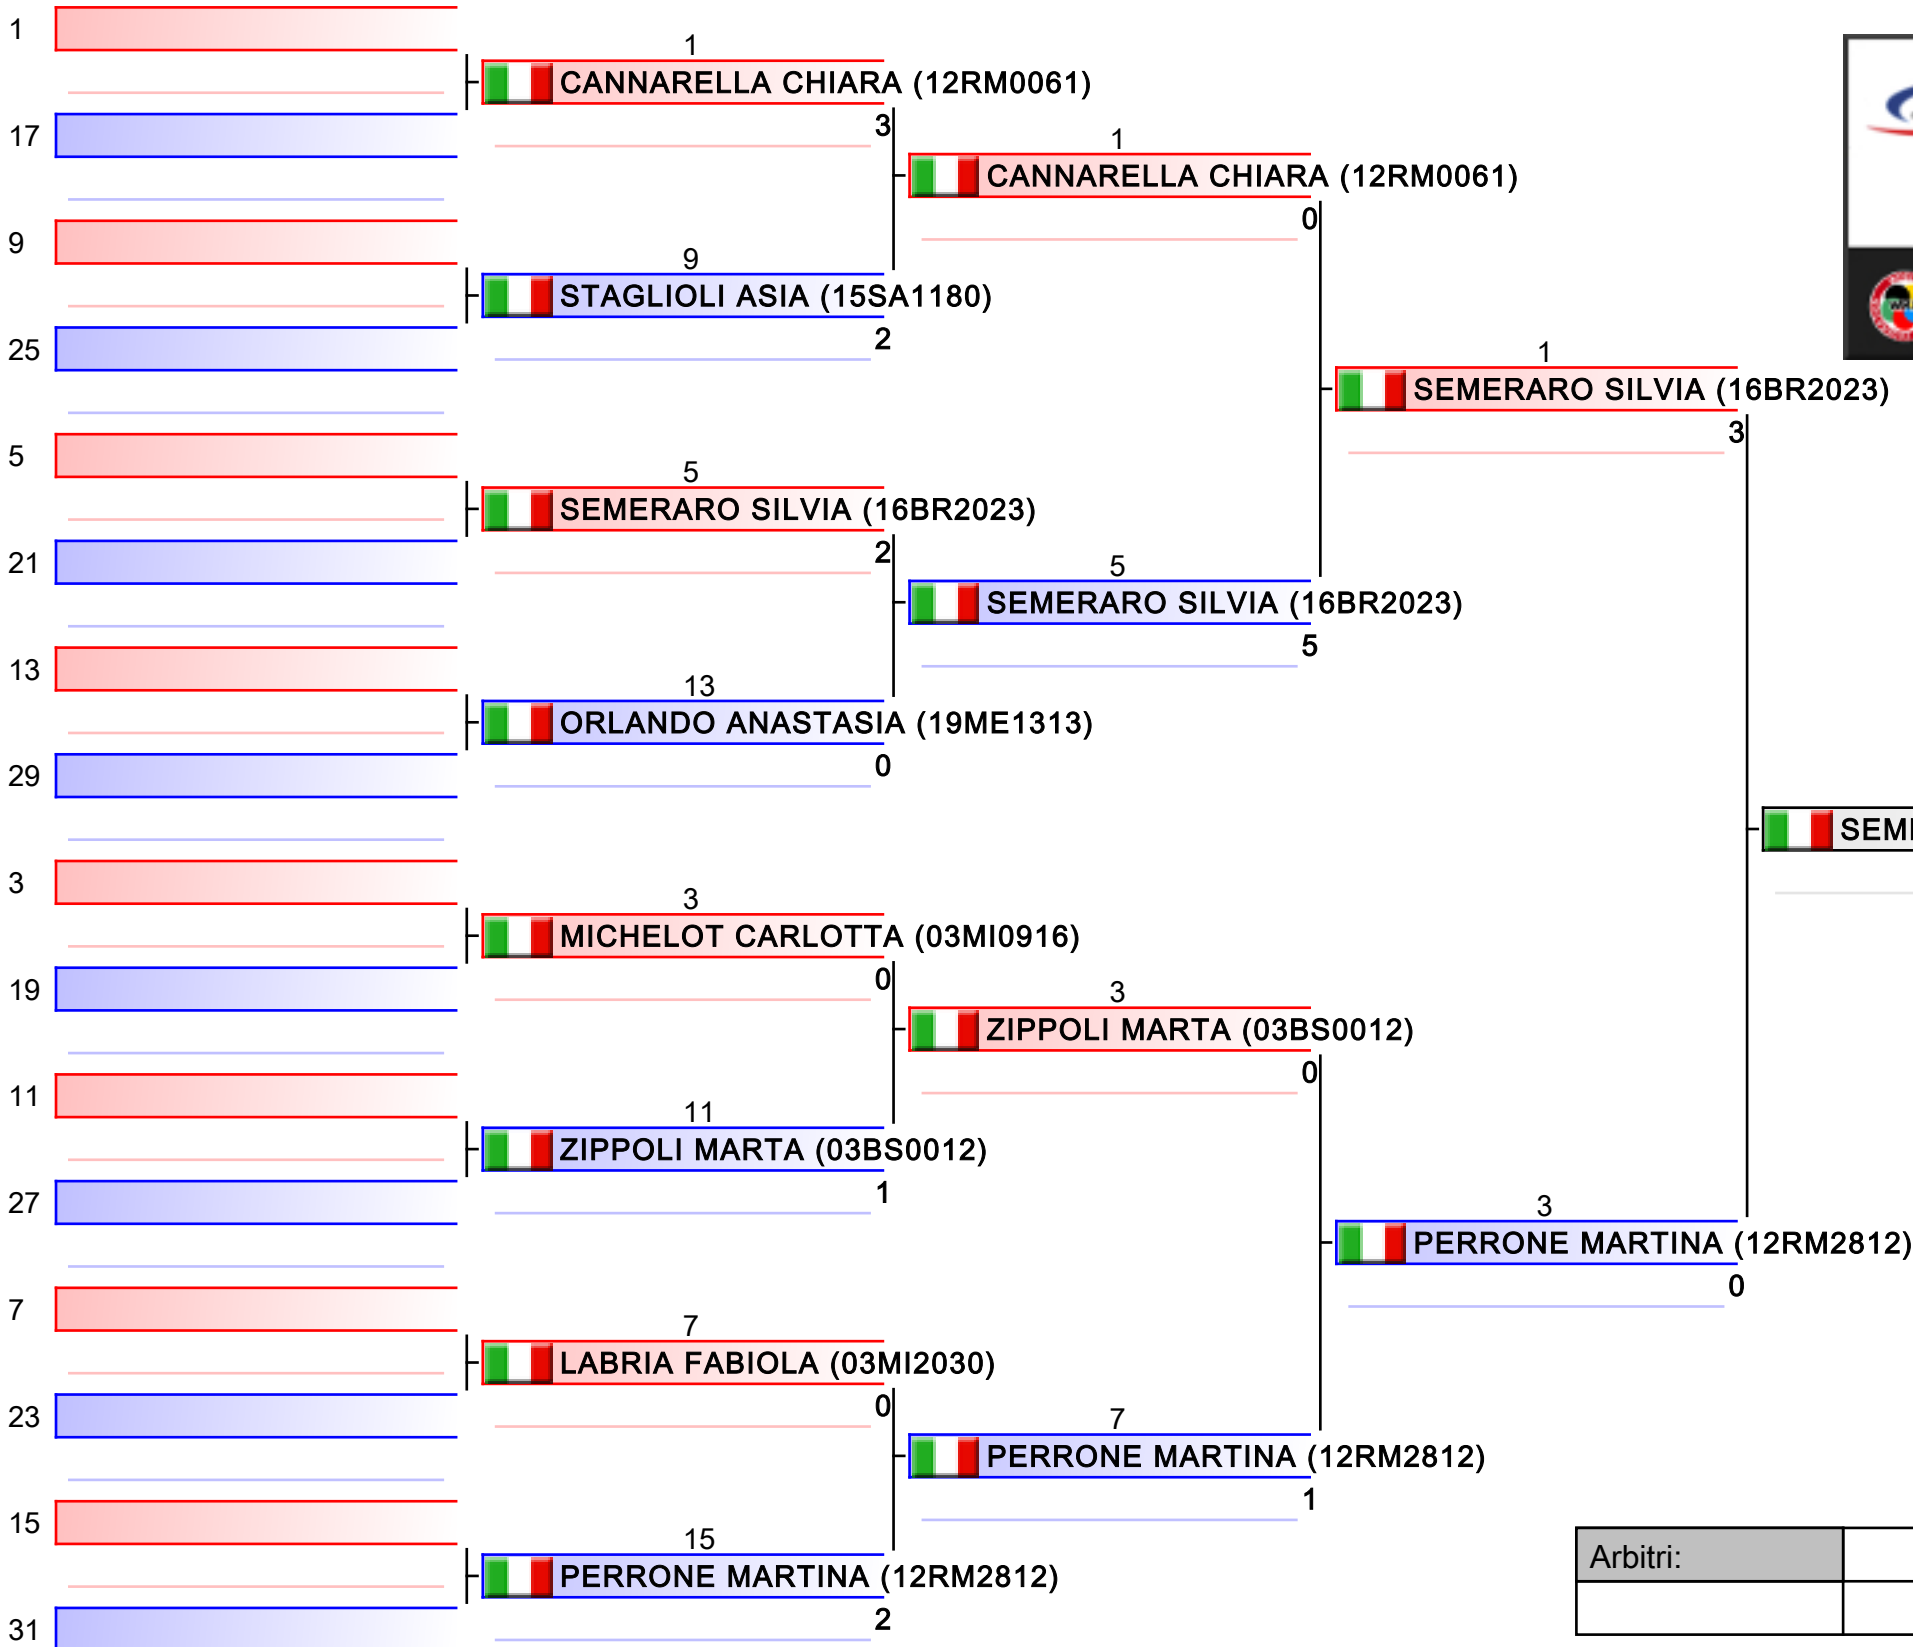 1
17
9
25
5
21
13
29
3
19
11
27
7
23
15
31
1
CANNARELLA CHIARA (12RM0061)
3
9
STAGLIOLI ASIA (15SA1180)
2
5
SEMERARO SILVIA (16BR2023)
2
13
ORLANDO ANASTASIA (19ME1313)
0
3
MICHELOT CARLOTTA (03MI0916)
0
11
ZIPPOLI MARTA (03BS0012)
1
7
LABRIA FABIOLA (03MI2030)
0
15
PERRONE MARTINA (12RM2812)
2
1
CANNARELLA CHIARA (12RM0061)
0
5
SEMERARO SILVIA (16BR2023)
5
3
ZIPPOLI MARTA (03BS0012)
0
7
PERRONE MARTINA (12RM2812)
1
1
SEMERARO SILVIA (16BR2023)
3
3
PERRONE MARTINA (12RM2812)
0
Arbitri: